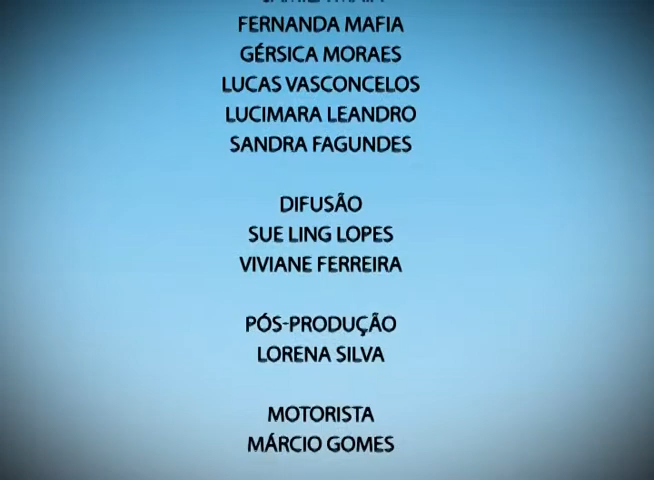 FERNANDA MAFIA
GÉRSICA MORAES
LUCAS VASCONCELOS
LUCIMARA LEANDRO
SANDRA FAGUNDES
DIFUSÃO
SUE LING LOPES
VIVIANE FERREIRA
PÓS-PRODUÇÃO
LORENA SILVA
MOTORISTA
MÁRCIO GOMES